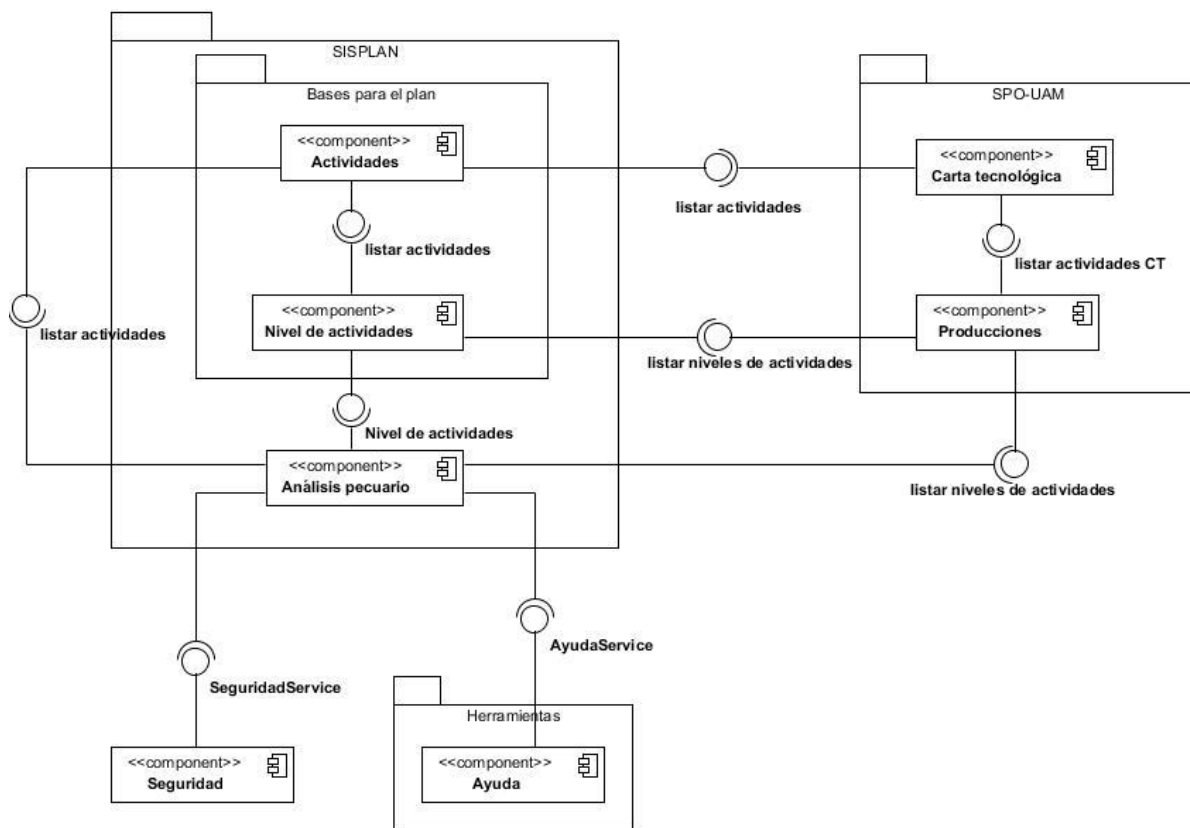 SISPLAN
Bases para el plan
SPO-UAM
<<component>>
Actividades
<<component>>
Carta tecnológica
listar actividades
listar actividades
listar actividades CT
<<component>>
Nivel de actividades
<<component>>
Producciones
listar actividades
listar niveles de actividades
Nivel de actividades
<<component>>
Análisis pecuario
listar niveles de actividades
AyudaService
SeguridadService
Herramientas
<<component>>
Seguridad
<<component>>
Ayuda